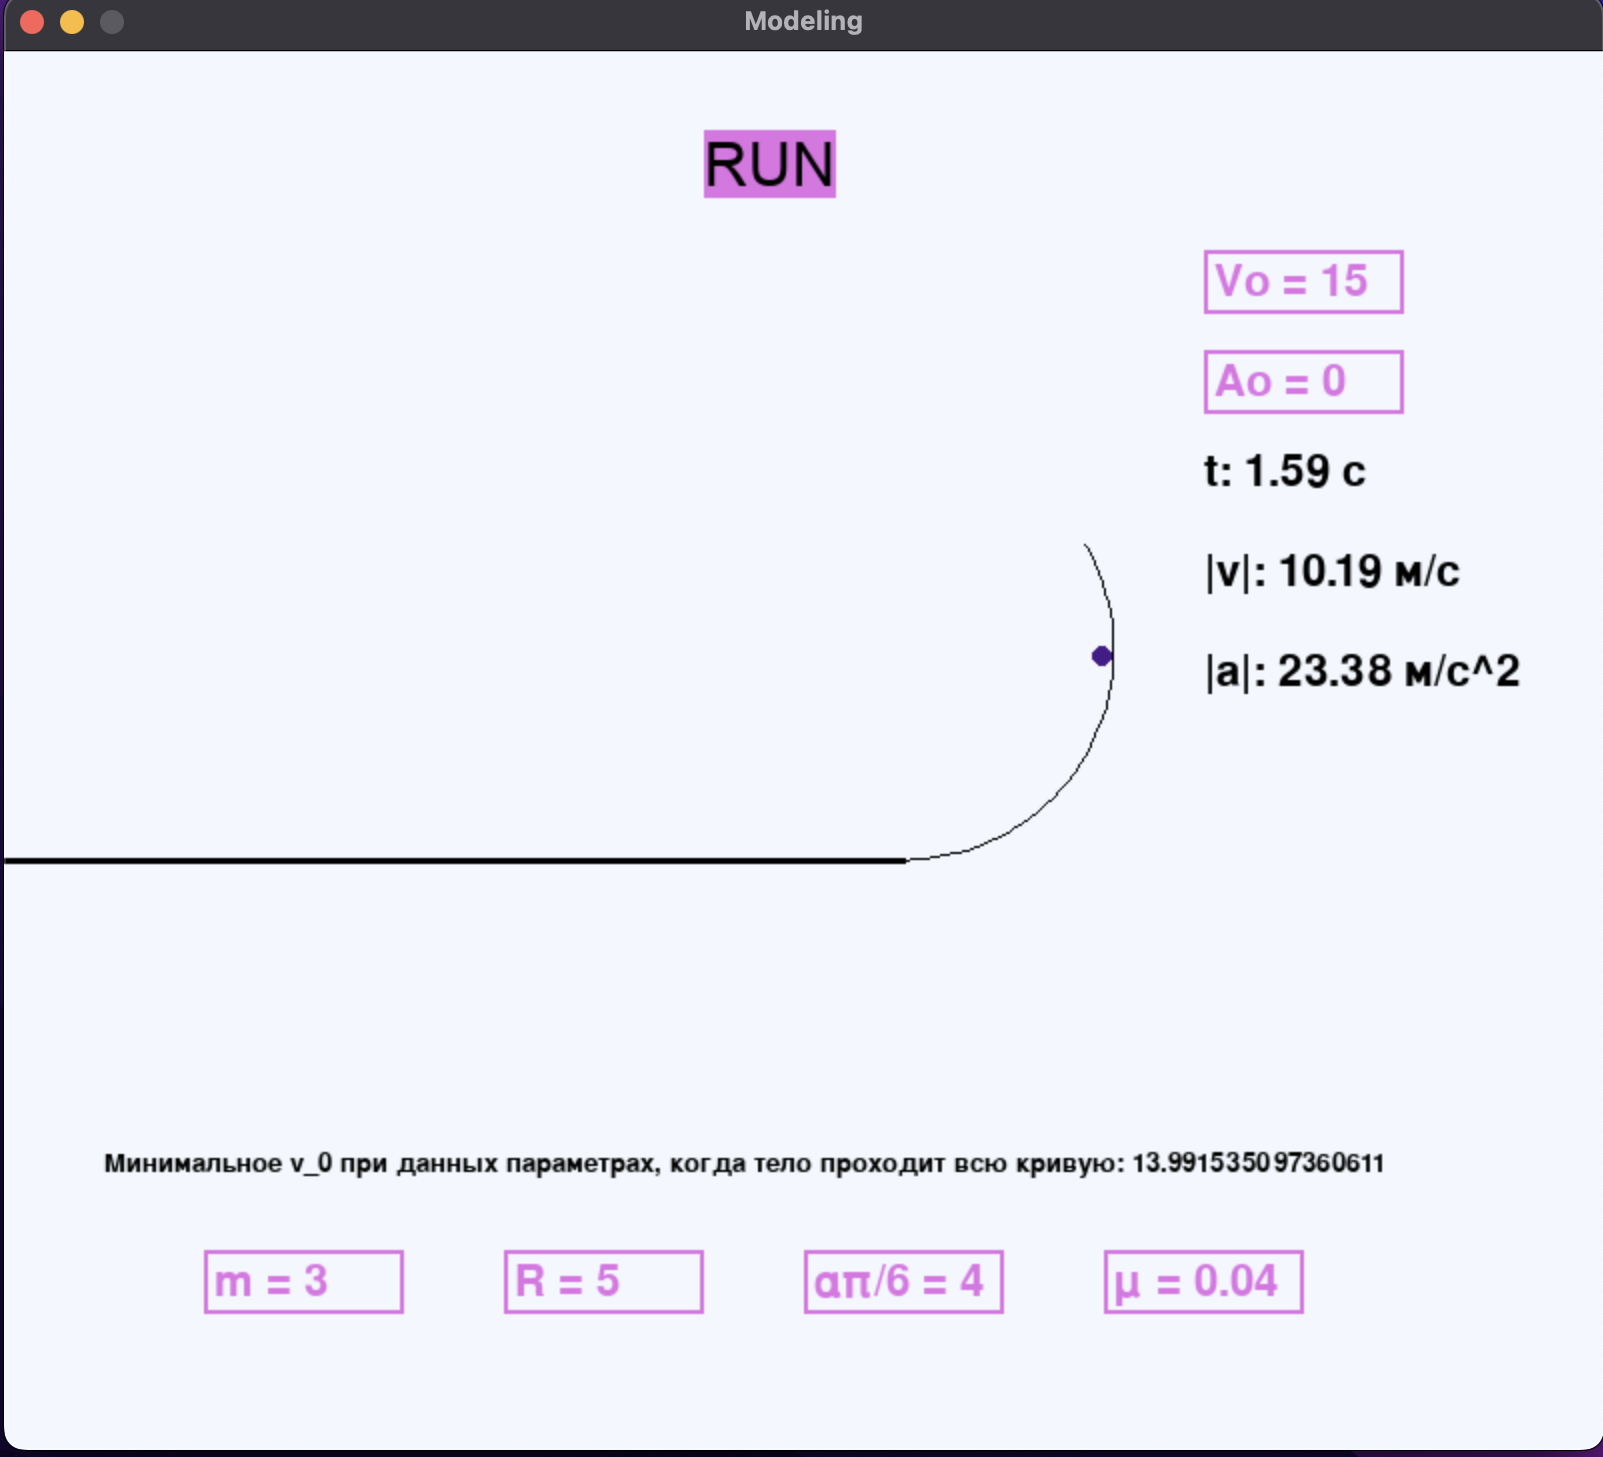 Modeling
RUN
Vo = 15
Ao = 0
t: 1.59 с
|v|: 10.19 м/с
|a|: 23.38 м/с^2
Минимальное v_0 при данных параметрах, когда тело проходит всю кривую: 13.991535097360611
m = 3
R = 5
απ/6 = 4
μ = 0.04